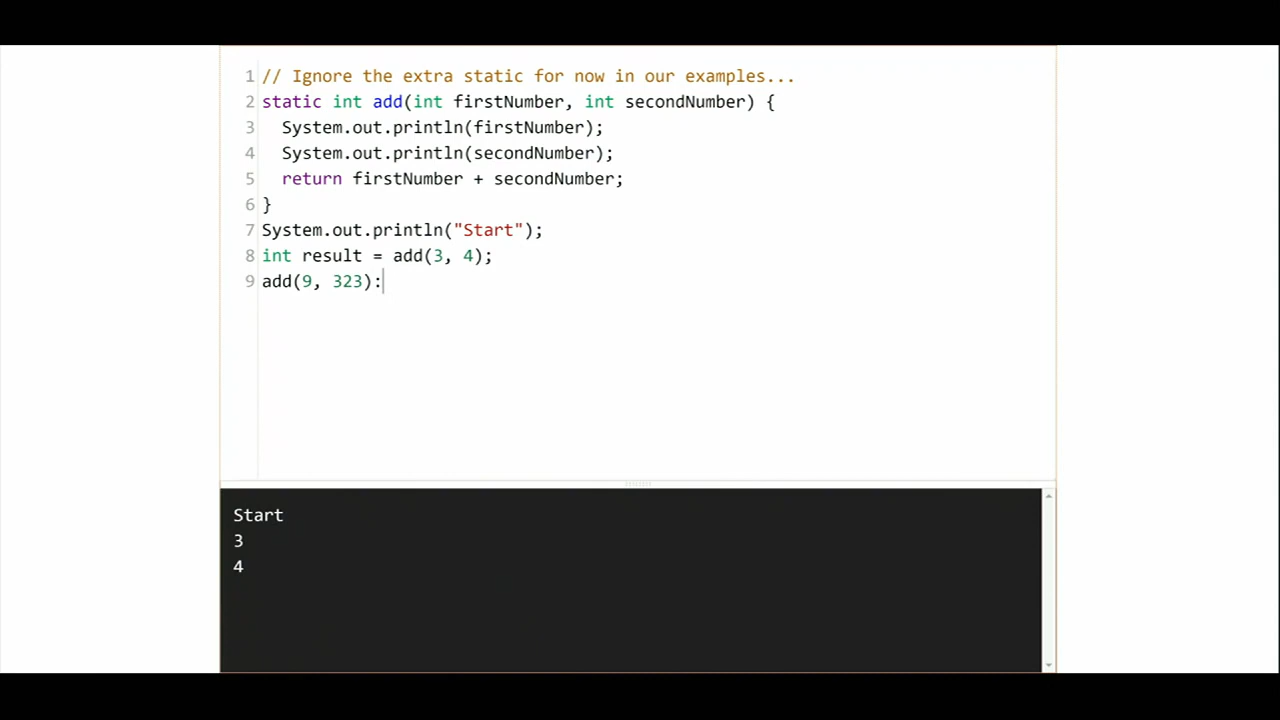 1 // Ignore the extra static for now in our examples...
2 static int add(int firstNumber, int secondNumber) {
3 System.out.println(firstNumber);
4 System.out.println(secondNumber);
5 return firstNumber + secondNumber;
6 }
7 System.out.println("Start");
8 int result = add(3, 4);
9 add(9, 323):
Start
3
4